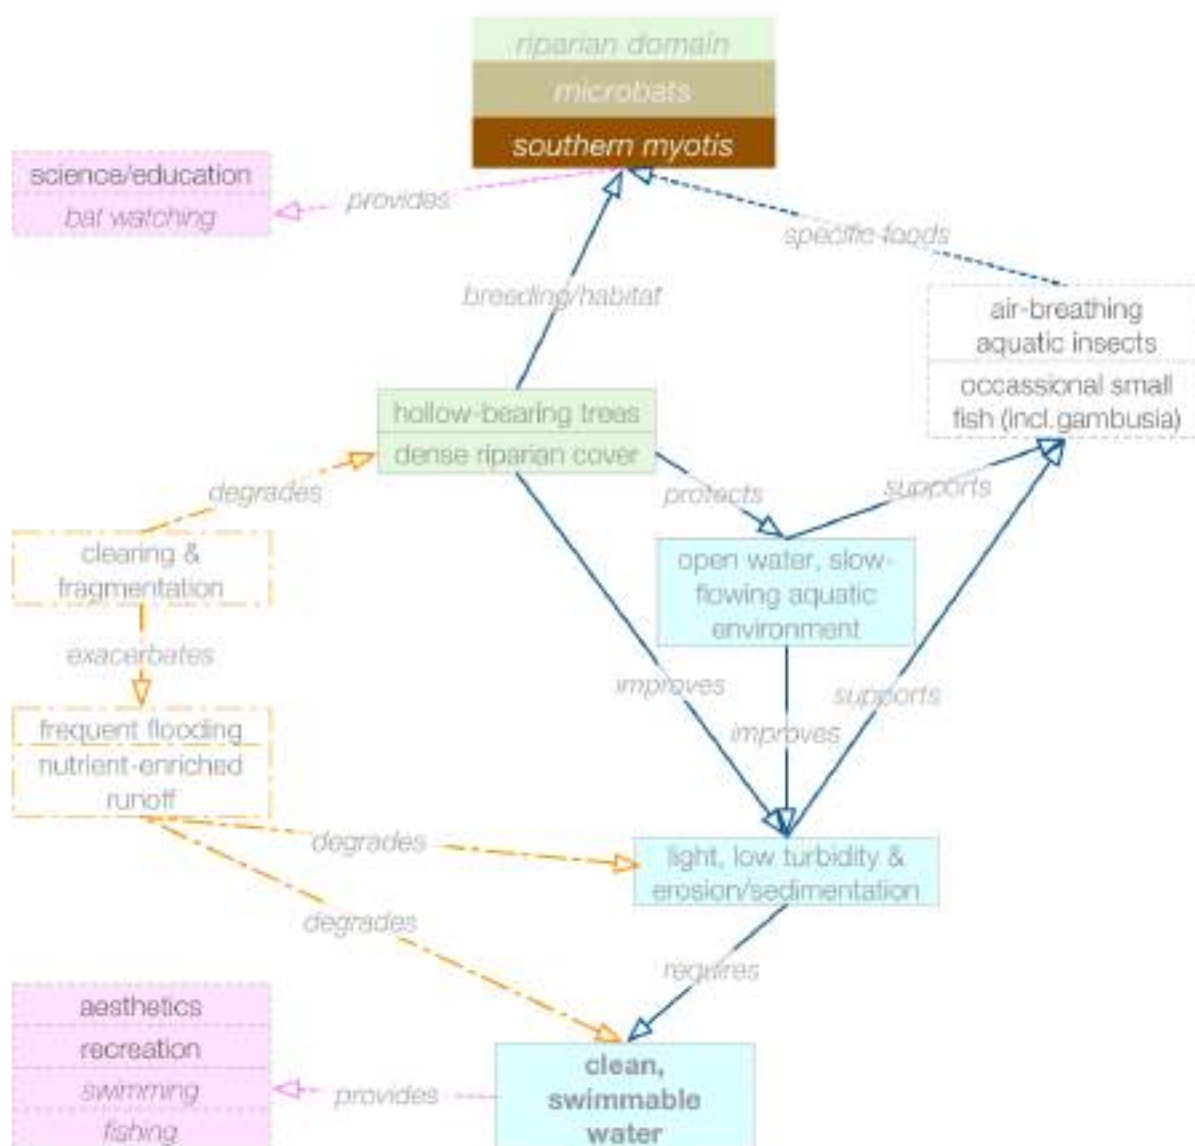 riparian domain
microbats
southern myotis
science/education
bat watching
provides
specific foods
breeding/habitat
air-breathing
aquatic insects
occassional small
fish (incl.gambusia)
hollow-bearing trees
dense riparian cover
degrades
protects
supports
clearing &
fragmentation
open water, slow-
flowing aquatic
environment
exacerbates
improves
supports
improves
frequent flooding
nutrient-enriched
runoff
degrades
light, low turbidity &
erosion/sedimentation
degrades
requires
aesthetics
recreation
swimming
fishing
provides
clean,
swimmable
water